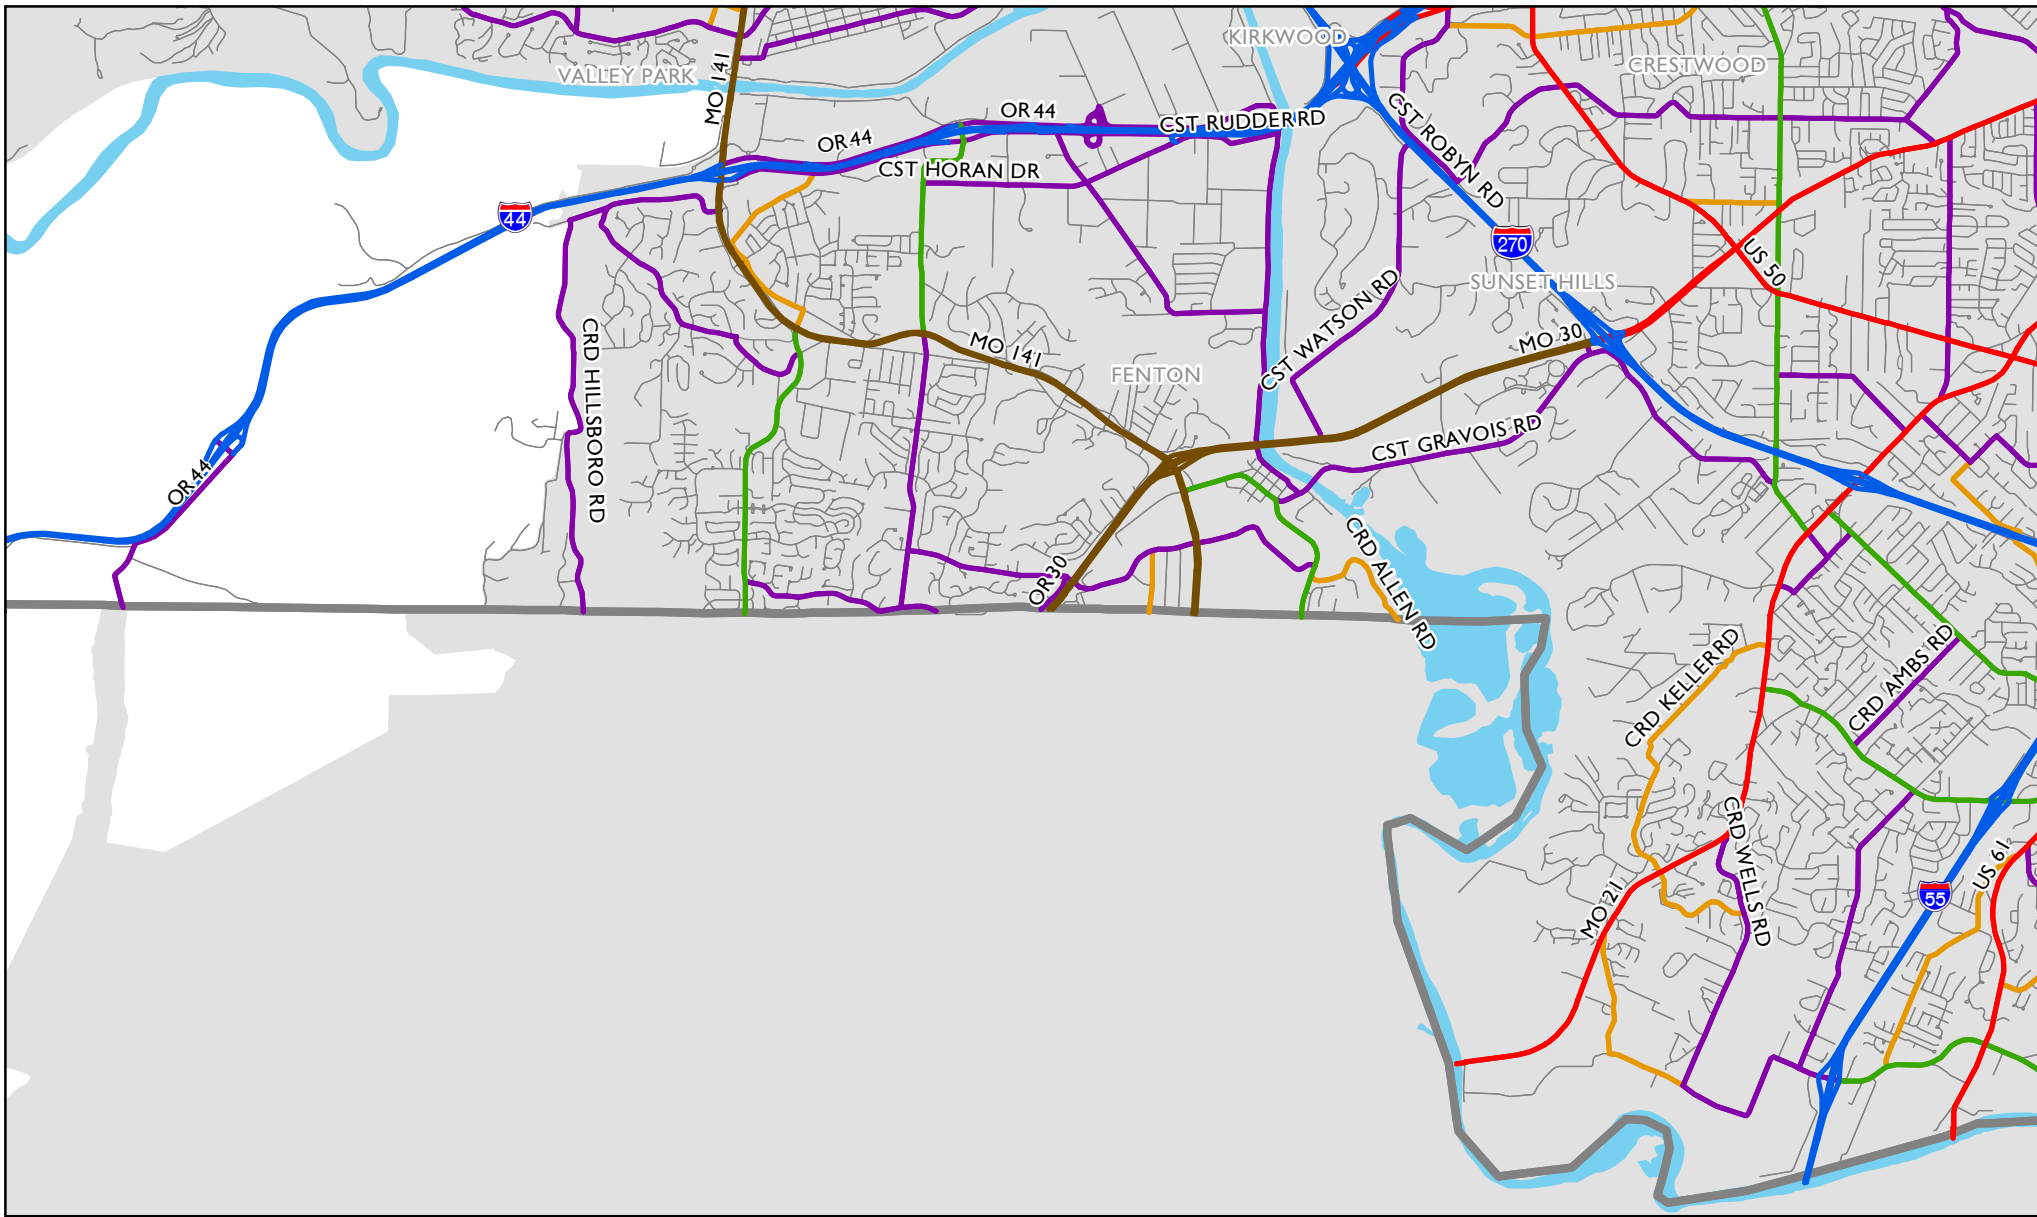 KIRKWOOD
VALLEY PARK
CRESTWOOD
MO 141
OR 44
CST RUDDER RD
OR 44
CST HORAN DR
CST ROBYN RD
44
270
US 50
SUNSET HILLS
CST WATSON RD
MO 30
MO 141
FENTON
CRD HILLSBORO RD
CST GRAVOIS RD
OR 44
CRD ALLEN RD
OR 30
CRD KELLER RD
CRD AMBS RD
CRD WELLS RD
US 61
55
MO 21